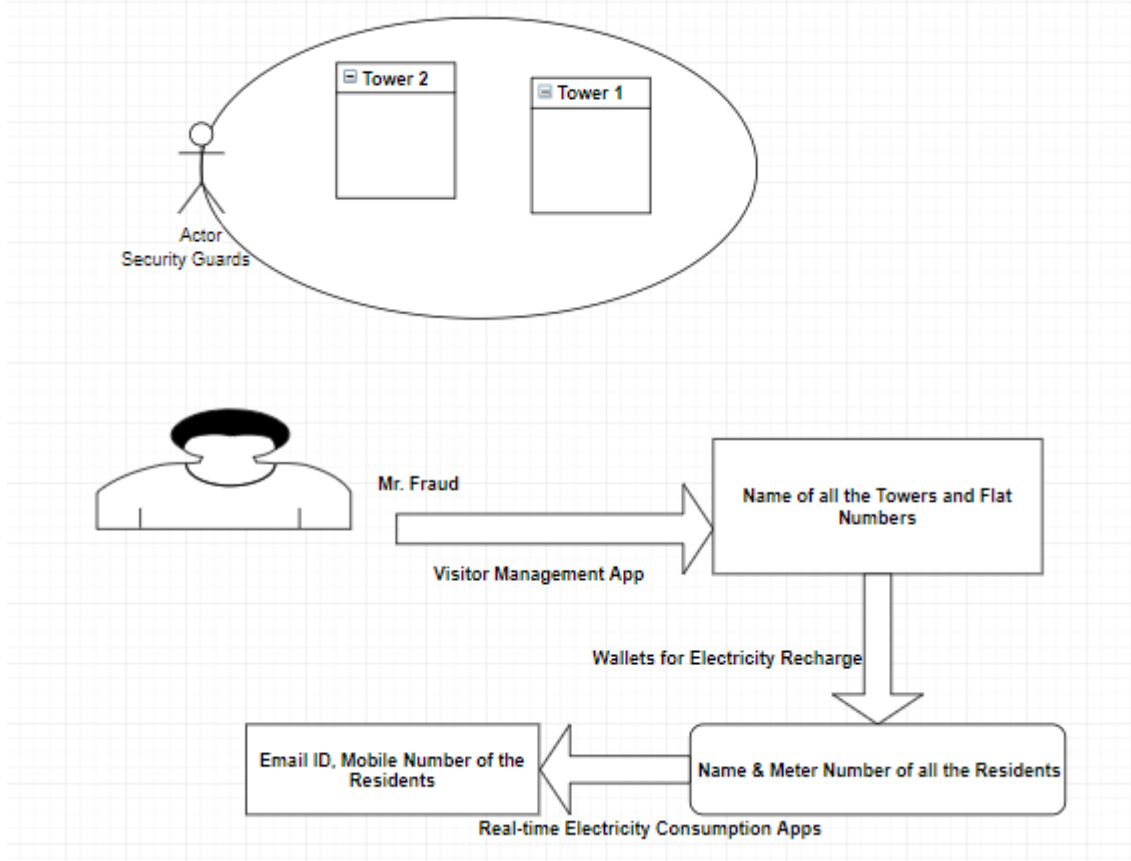 Tower 2
Tower 1
Actor
Security Guards
Mr. Fraud
Visitor Management App
Name of all the Towers and Flat
Numbers
Wallets for Electricity Recharge
Name & Meter Number of all the Residents
Email ID, Mobile Number of the
Residents
Real-time Electricity Consumption Apps